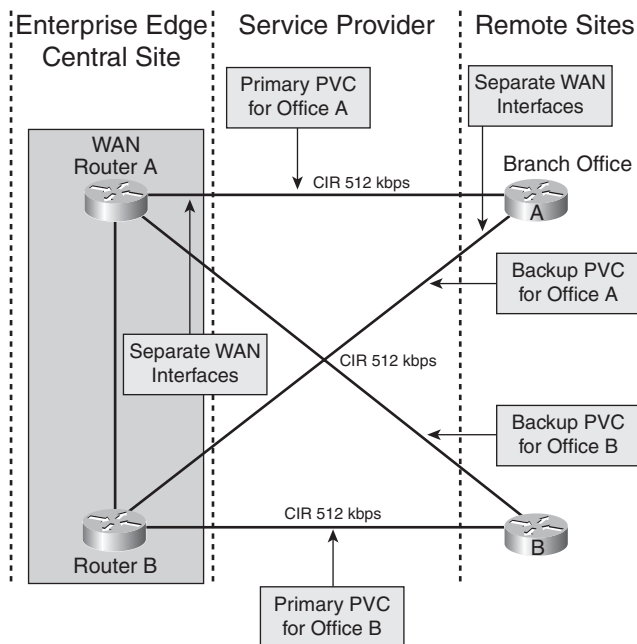 Enterprise Edge
Central Site
Service Provider
Remote Sites
Primary PVC
for Office A
Separate WAN
Interfaces
WAN
Router A
CIR 512 kbps
Branch Office
A
Backup PVC
for Office A
Separate WAN
Interfaces
CIR 512 kbps
Backup PVC
for Office B
CIR 512 kbps
Router B
B
Primary PVC
for Office B